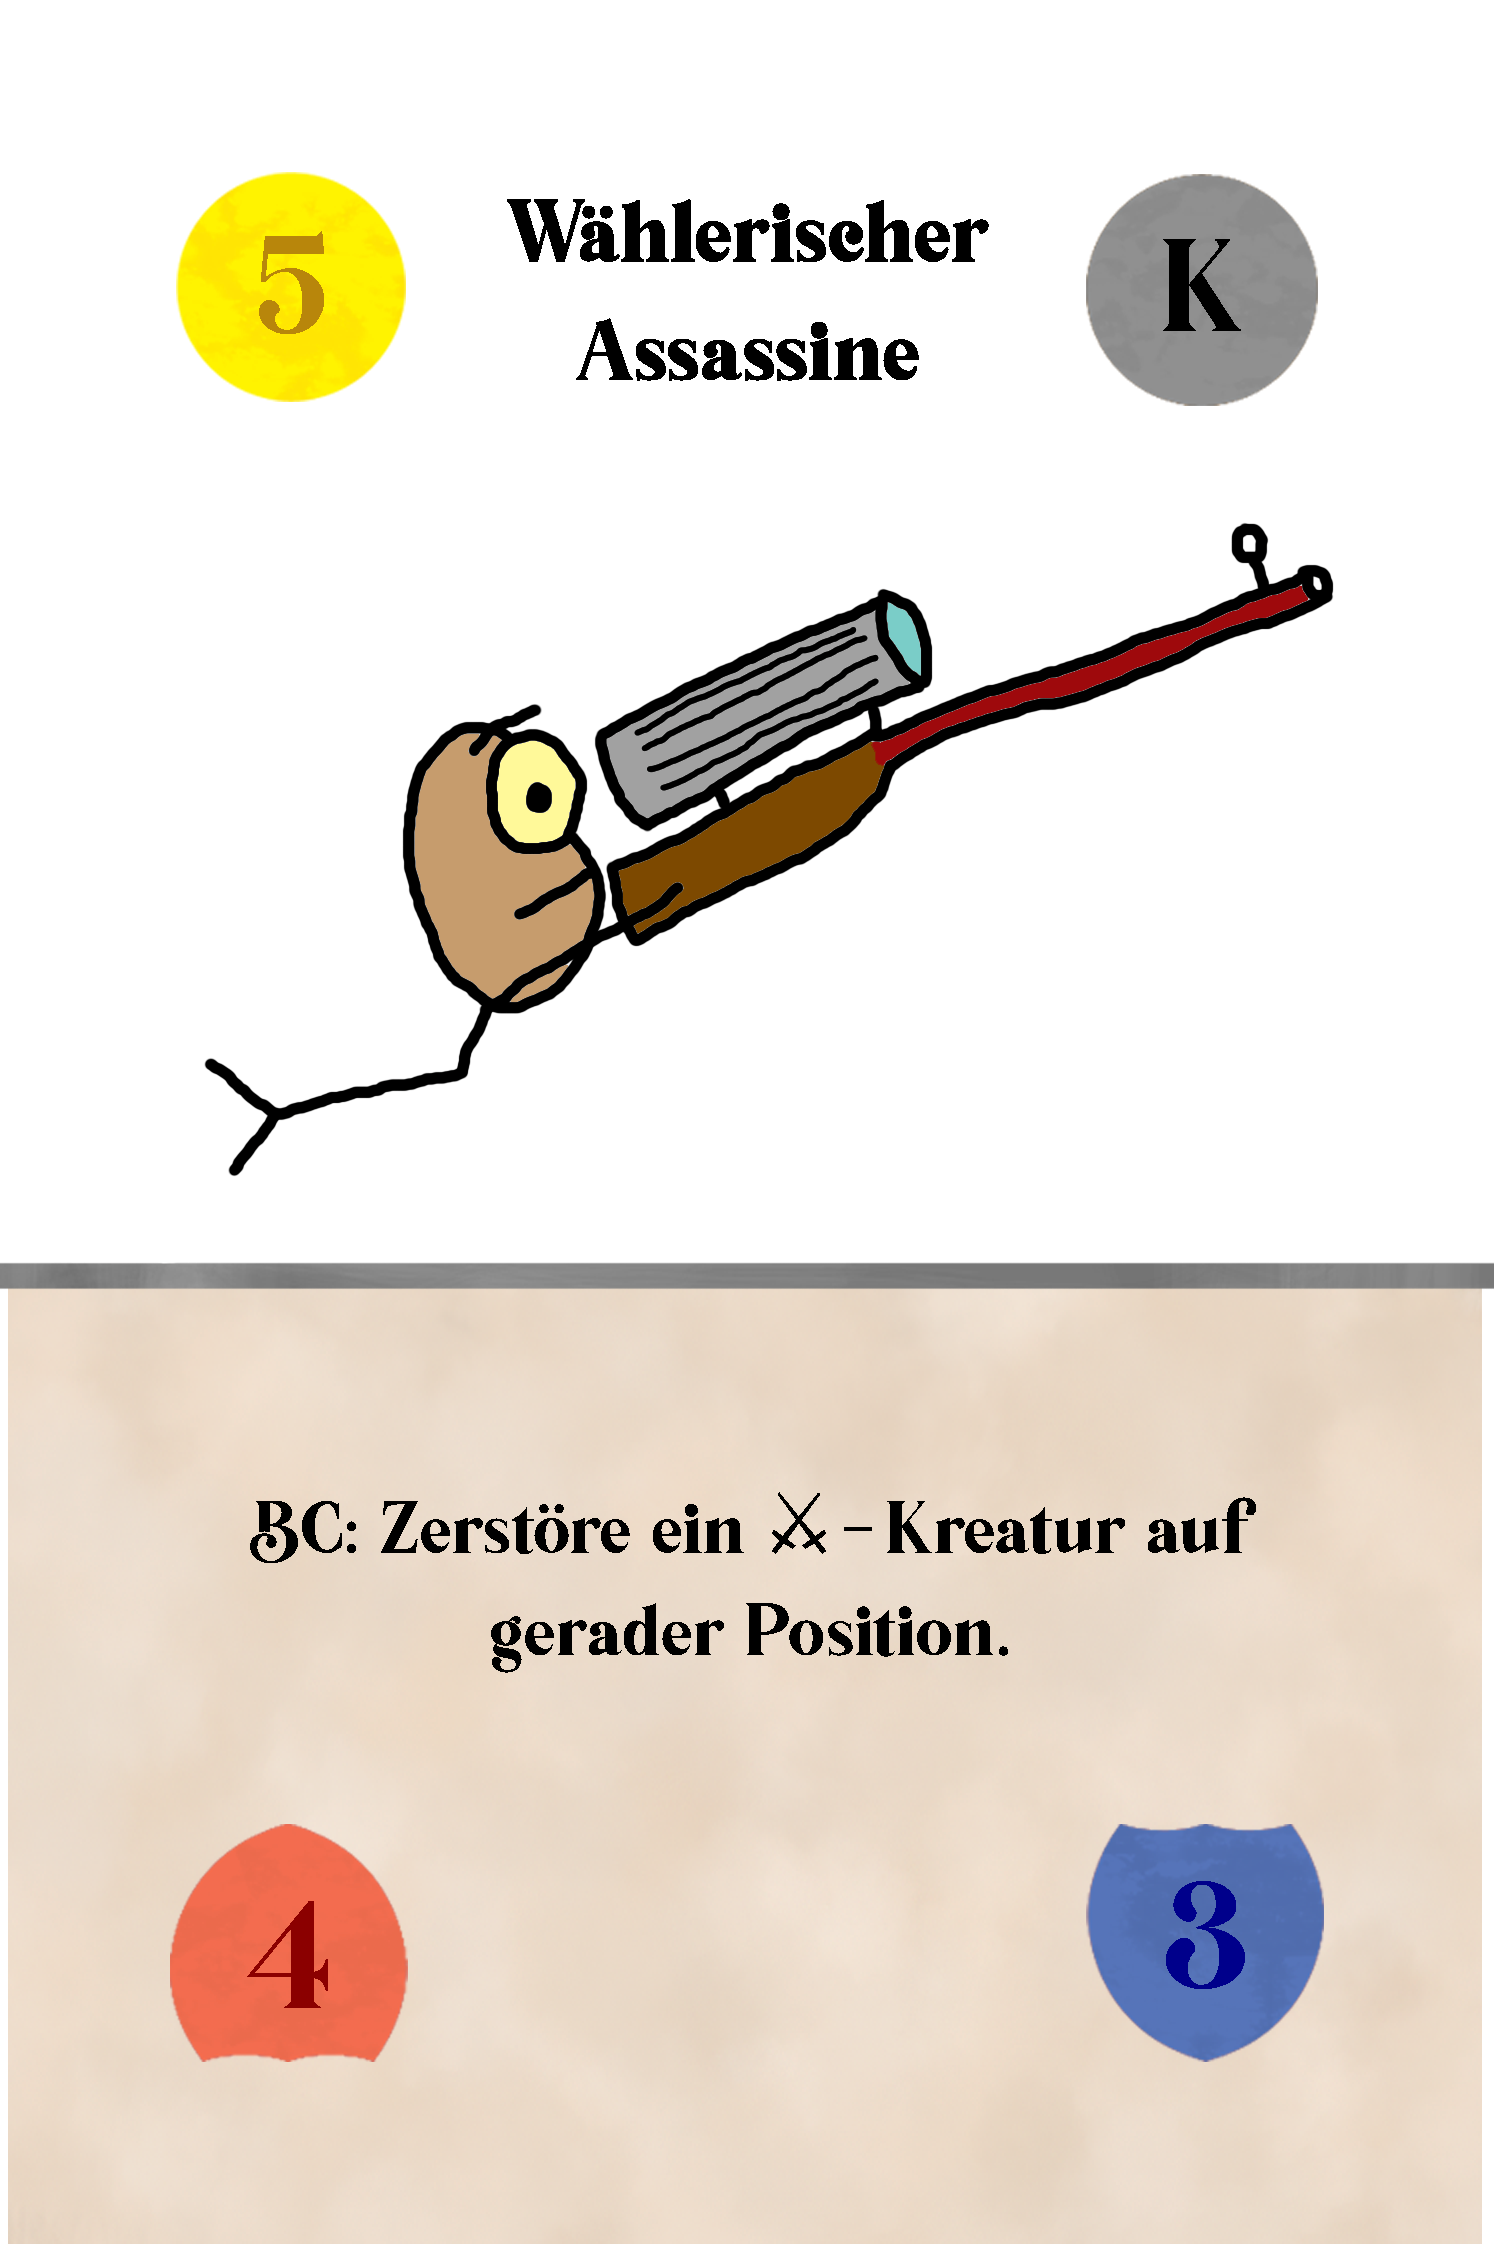 5
Wählerischer
K
Assassine
BC: Zerstöre ein ⚔ - Kreatur auf
gerader Position.
4
3